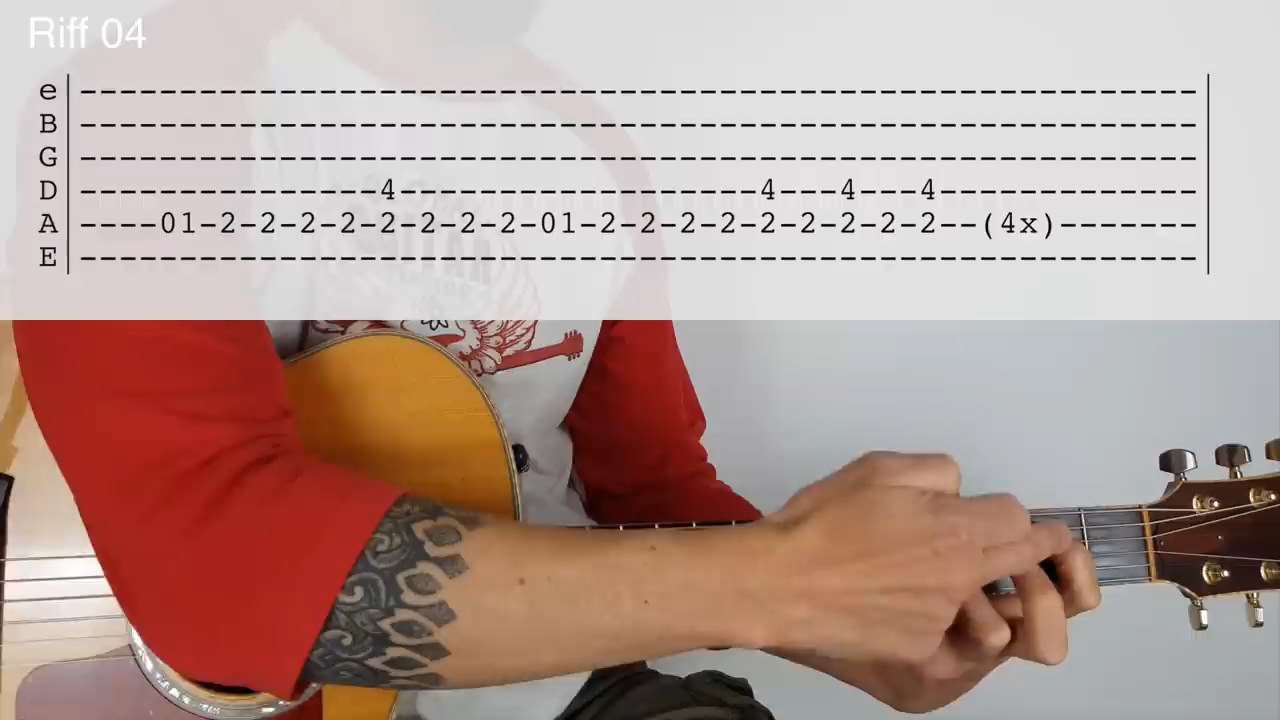 Riff 04
e|--------------------------------------------------------|
B|--------------------------------------------------------|
G|--------------------------------------------------------|
D|---------------4------------------4---4---4-------------|
A|----01-2-2-2-2-2-2-2-2-01-2-2-2-2-2-2-2-2-2--(4x)-------|
E|--------------------------------------------------------|